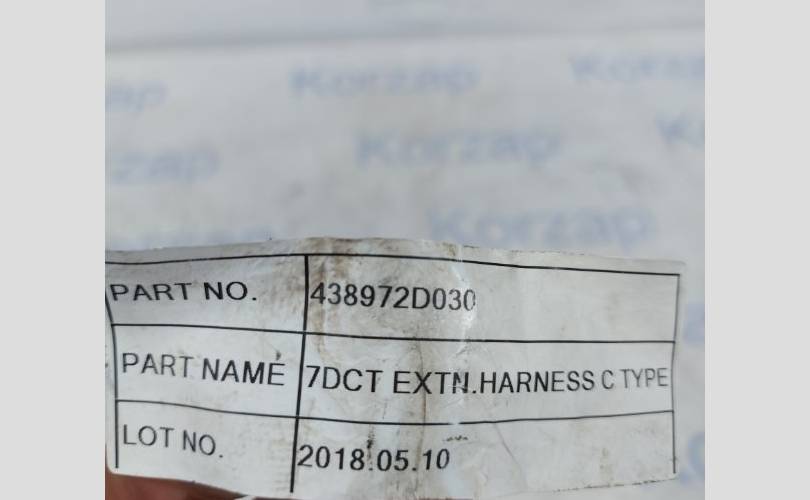 Korzap Korzap
Korzap
Korzap
PART NO. 438972D030
PART NAME 7DCT EXTN.HARNESS C TYPE
LOT NO. 2018.05.10